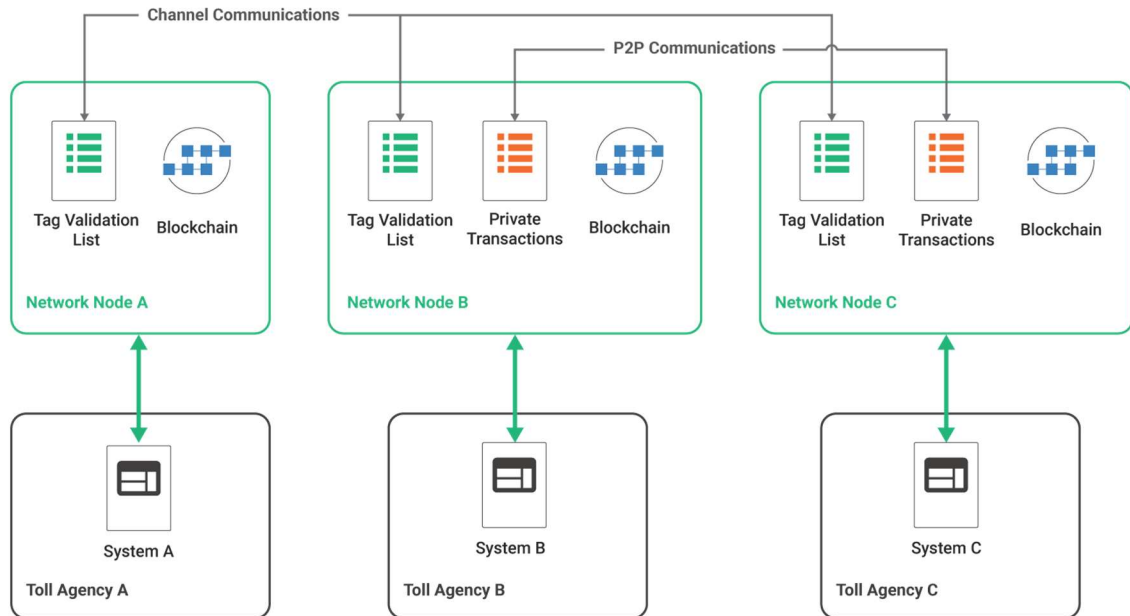 Channel Communications
P2P Communications
Tag Validation
List
Blockchain
Network Node A
Tag Validation
List
Private
Transactions
Blockchain
Network Node B
Tag Validation
List
Private
Transactions
Blockchain
Network Node C
System A
Toll Agency A
System B
Toll Agency B
System C
Toll Agency C